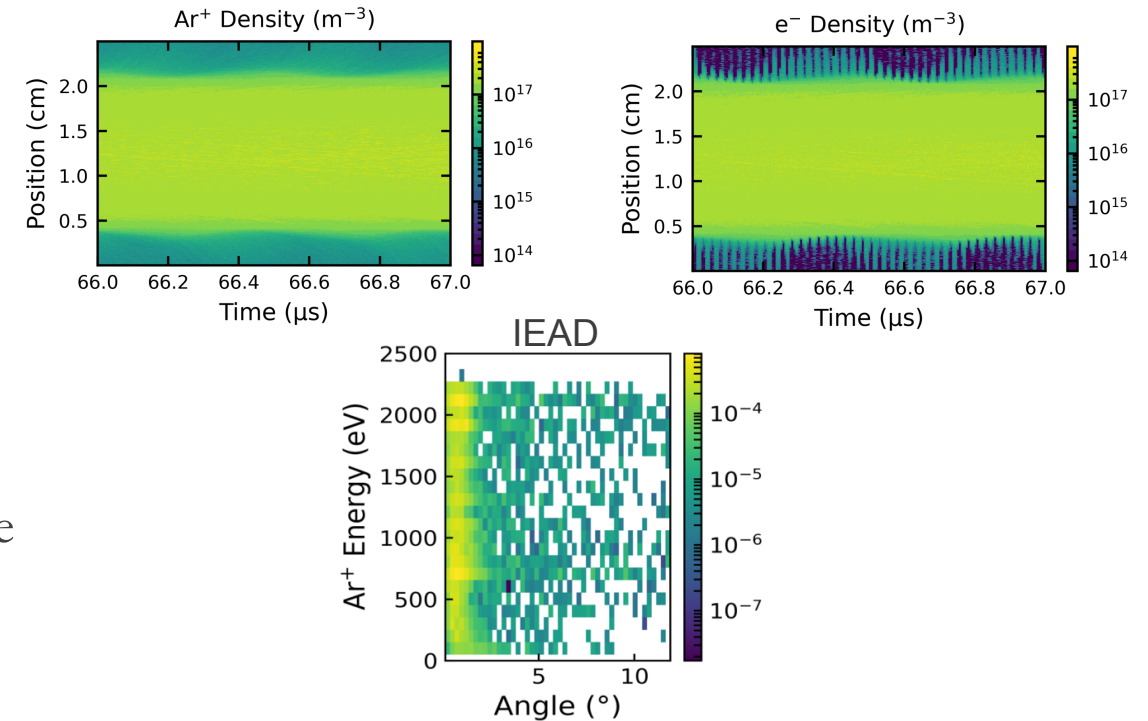 Ar⁺ Density (m⁻³)
Position (cm)
2.0
1.5
1.0
0.5
66.0 66.2 66.4 66.6 66.8 67.0
Time (µs)
10¹⁷
10¹⁶
10¹⁵
10¹⁴
e⁻ Density (m⁻³)
Position (cm)
2.0
1.5
1.0
0.5
66.0 66.2 66.4 66.6 66.8 67.0
Time (µs)
10¹⁷
10¹⁶
10¹⁵
10¹⁴
IEAD
Ar⁺ Energy (eV)
2500
2000
1500
1000
500
0
5 10
Angle (°)
10⁻⁴
10⁻⁵
10⁻⁶
10⁻⁷
e